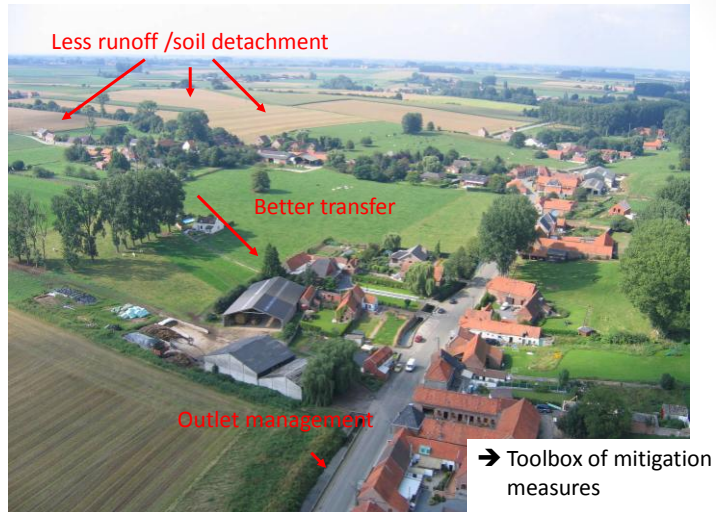 Less runoff /soil detachment
Better transfer
Outlet management
➔ Toolbox of mitigation
measures